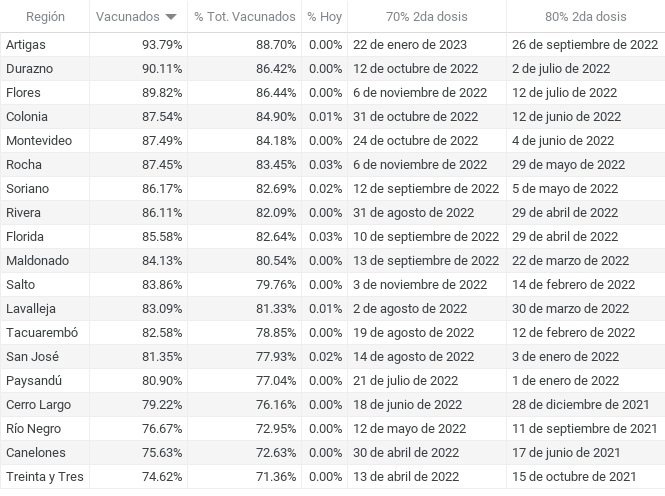 Región Vacunados % Tot. Vacunados % Hoy 70% 2da dosis 80% 2da dosis
Artigas 93.79% 88.70% 0.00% 22 de enero de 2023 26 de septiembre de 2022
Durazno 90.11% 86.42% 0.00% 12 de octubre de 2022 2 de julio de 2022
Flores 89.82% 86.44% 0.00% 6 de noviembre de 2022 12 de julio de 2022
Colonia 87.54% 84.90% 0.01% 31 de octubre de 2022 12 de junio de 2022
Montevideo 87.49% 84.18% 0.00% 24 de octubre de 2022 4 de junio de 2022
Rocha 87.45% 83.45% 0.03% 6 de noviembre de 2022 29 de mayo de 2022
Soriano 86.17% 82.69% 0.02% 12 de septiembre de 2022 5 de mayo de 2022
Rivera 86.11% 82.09% 0.00% 31 de agosto de 2022 29 de abril de 2022
Florida 85.58% 82.64% 0.03% 10 de septiembre de 2022 29 de abril de 2022
Maldonado 84.13% 80.54% 0.00% 13 de septiembre de 2022 22 de marzo de 2022
Salto 83.86% 79.76% 0.00% 3 de noviembre de 2022 14 de febrero de 2022
Lavalleja 83.09% 81.33% 0.01% 2 de agosto de 2022 30 de marzo de 2022
Tacuarembó 82.58% 78.85% 0.00% 19 de agosto de 2022 12 de febrero de 2022
San José 81.35% 77.93% 0.02% 14 de agosto de 2022 3 de enero de 2022
Paysandú 80.90% 77.04% 0.00% 21 de julio de 2022 1 de enero de 2022
Cerro Largo 79.22% 76.16% 0.00% 18 de junio de 2022 28 de diciembre de 2021
Río Negro 76.67% 72.95% 0.00% 12 de mayo de 2022 11 de septiembre de 2021
Canelones 75.63% 72.63% 0.00% 30 de abril de 2022 17 de junio de 2021
Treinta y Tres 74.62% 71.36% 0.00% 13 de abril de 2022 15 de octubre de 2021